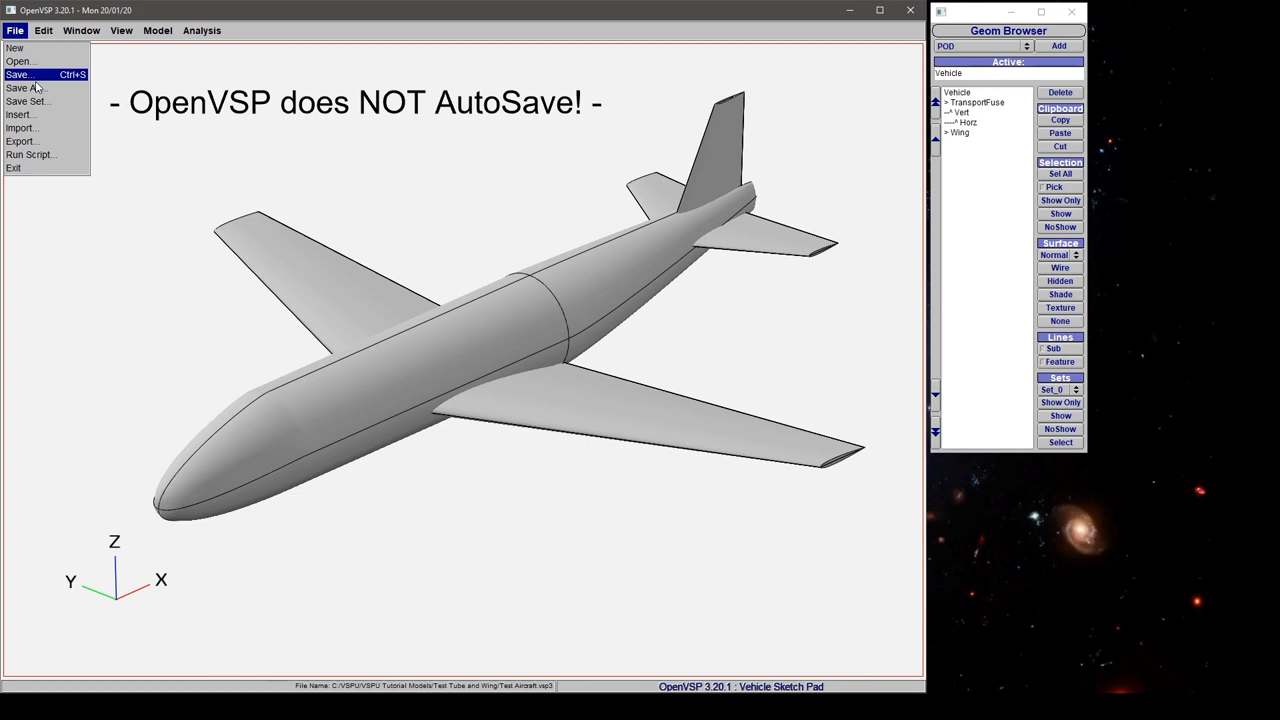 OpenVSP 3.20.1 - Mon 20/01/20
File Edit Window View Model Analysis
New
Open...
Save... Ctrl+S
Save A
Save Set...
Insert...
Import...
Export...
Run Script...
Exit
- OpenVSP does NOT AutoSave! -
Z
Y
X
File Name: C:/VSPU/VSPU Tutorial Models/Test Tube and Wing/Test Aircraft.vsp3
OpenVSP 3.20.1 : Vehicle Sketch Pad
Geom Browser
POD
Add
Active:
Vehicle
Vehicle
> TransportFuse
--^ Vert
----^ Horz
> Wing
Delete
Clipboard
Copy
Paste
Cut
Selection
Sel All
Pick
Show Only
Show
NoShow
Surface
Normal
Wire
Hidden
Shade
Texture
None
Lines
Sub
Feature
Sets
Set_0
Show Only
Show
NoShow
Select